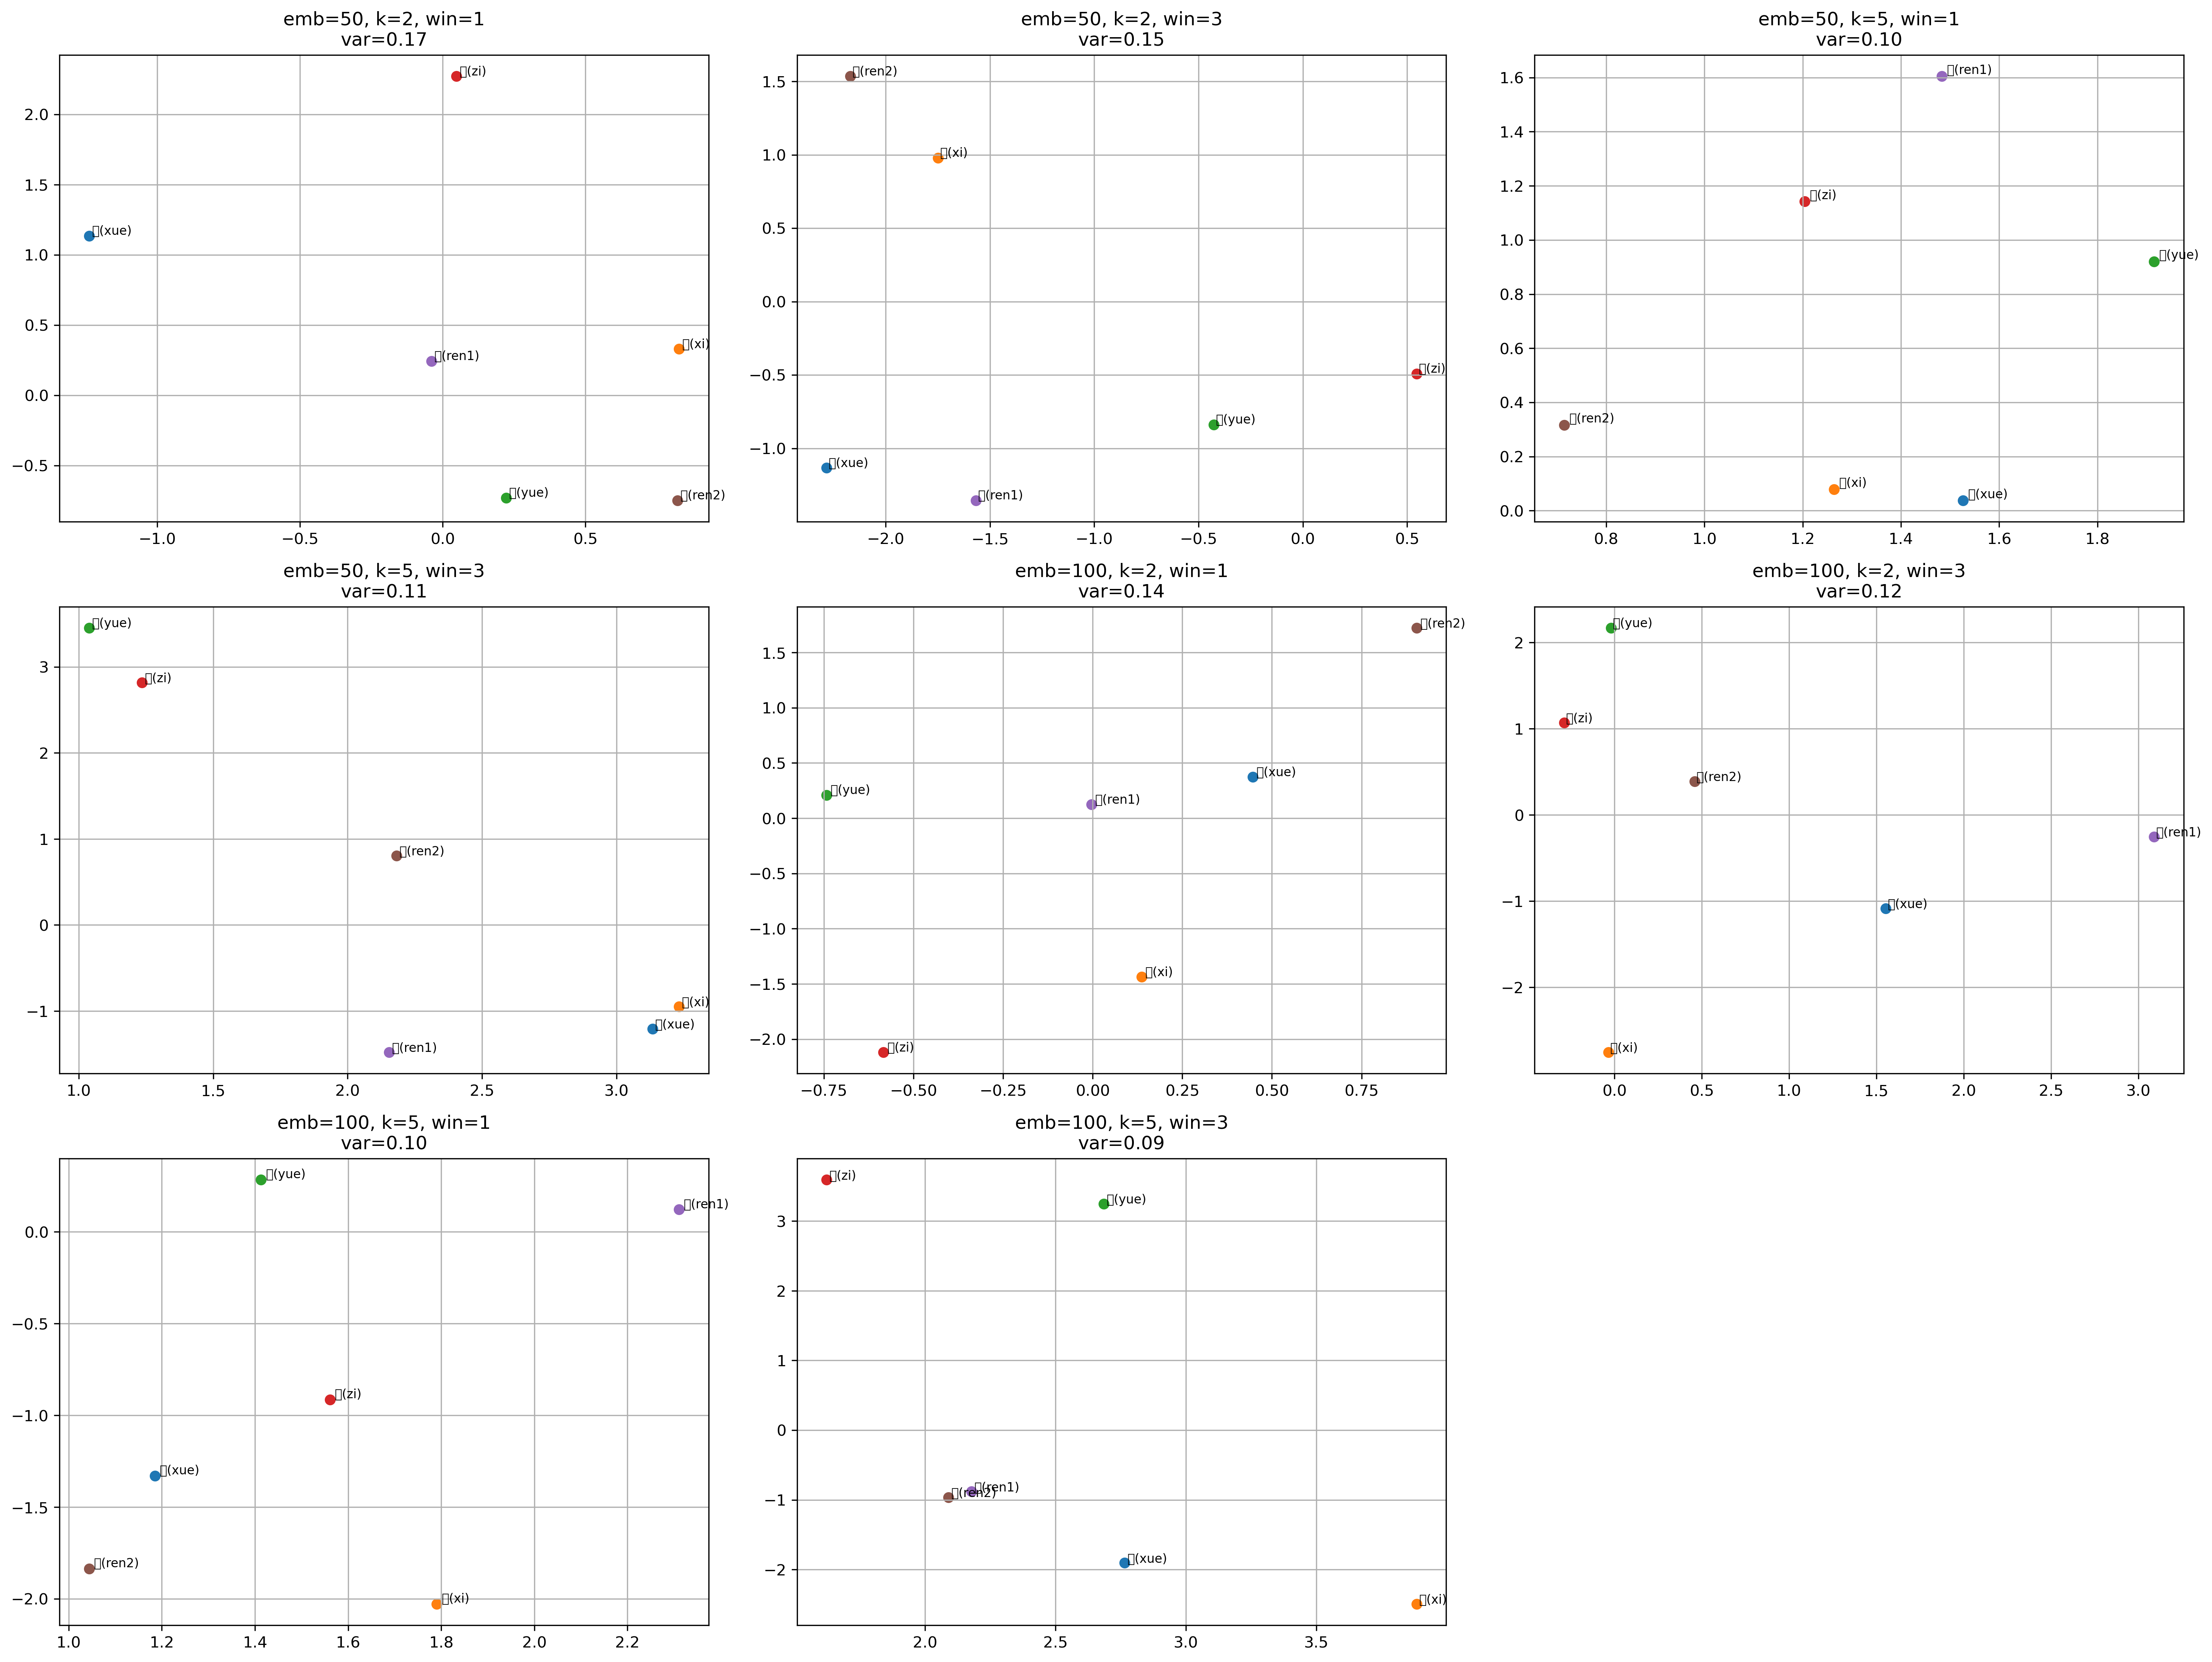 emb=50, k=2, win=1
var=0.17
2.0
1.5
1.0
0.5
0.0
−0.5
−1.0
−0.5
0.0
0.5
▯(zi)
▯(xue)
▯(ren1)
▯(xi)
▯(yue)
▯(ren2)
emb=50, k=2, win=3
var=0.15
1.5
1.0
0.5
0.0
−0.5
−1.0
−2.0
−1.5
−1.0
−0.5
0.0
0.5
▯(ren2)
▯(xi)
▯(zi)
▯(yue)
▯(xue)
▯(ren1)
emb=50, k=5, win=1
var=0.10
1.6
1.4
1.2
1.0
0.8
0.6
0.4
0.2
0.0
0.8
1.0
1.2
1.4
1.6
1.8
▯(ren1)
▯(zi)
▯(yue)
▯(ren2)
▯(xi)
▯(xue)
emb=50, k=5, win=3
var=0.11
3
2
1
0
−1
1.0
1.5
2.0
2.5
3.0
▯(yue)
▯(zi)
▯(ren2)
▯(xi)
▯(xue)
▯(ren1)
emb=100, k=2, win=1
var=0.14
1.5
1.0
0.5
0.0
−0.5
−1.0
−1.5
−2.0
−0.75
−0.50
−0.25
0.00
0.25
0.50
0.75
▯(ren2)
▯(xue)
▯(yue)
▯(ren1)
▯(xi)
▯(zi)
emb=100, k=2, win=3
var=0.12
2
1
0
−1
−2
0.0
0.5
1.0
1.5
2.0
2.5
3.0
▯(yue)
▯(zi)
▯(ren2)
▯(ren1)
▯(xue)
▯(xi)
emb=100, k=5, win=1
var=0.10
0.0
−0.5
−1.0
−1.5
−2.0
1.0
1.2
1.4
1.6
1.8
2.0
2.2
▯(yue)
▯(ren1)
▯(zi)
▯(xue)
▯(ren2)
▯(xi)
emb=100, k=5, win=3
var=0.09
3
2
1
0
−1
−2
2.0
2.5
3.0
3.5
▯(zi)
▯(yue)
▯(ren1)
▯(ren2)
▯(xue)
▯(xi)